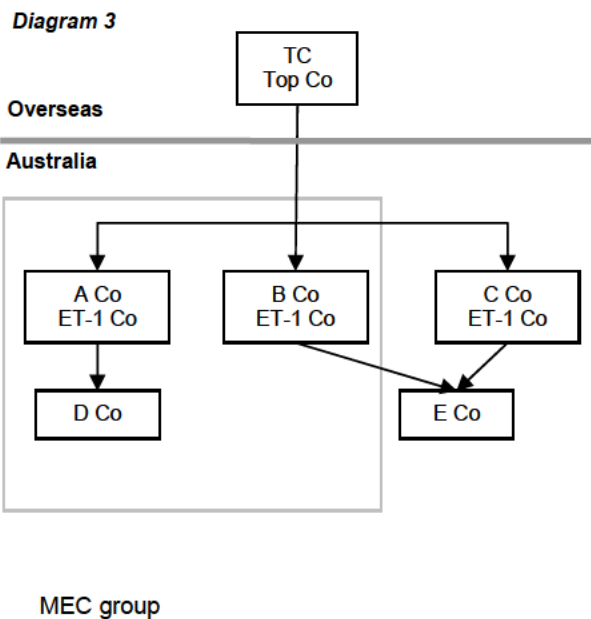 Diagram 3
TC
Top Co
Overseas
Australia
A Co
ET-1 Co
B Co
ET-1 Co
C Co
ET-1 Co
D Co
E Co
MEC group